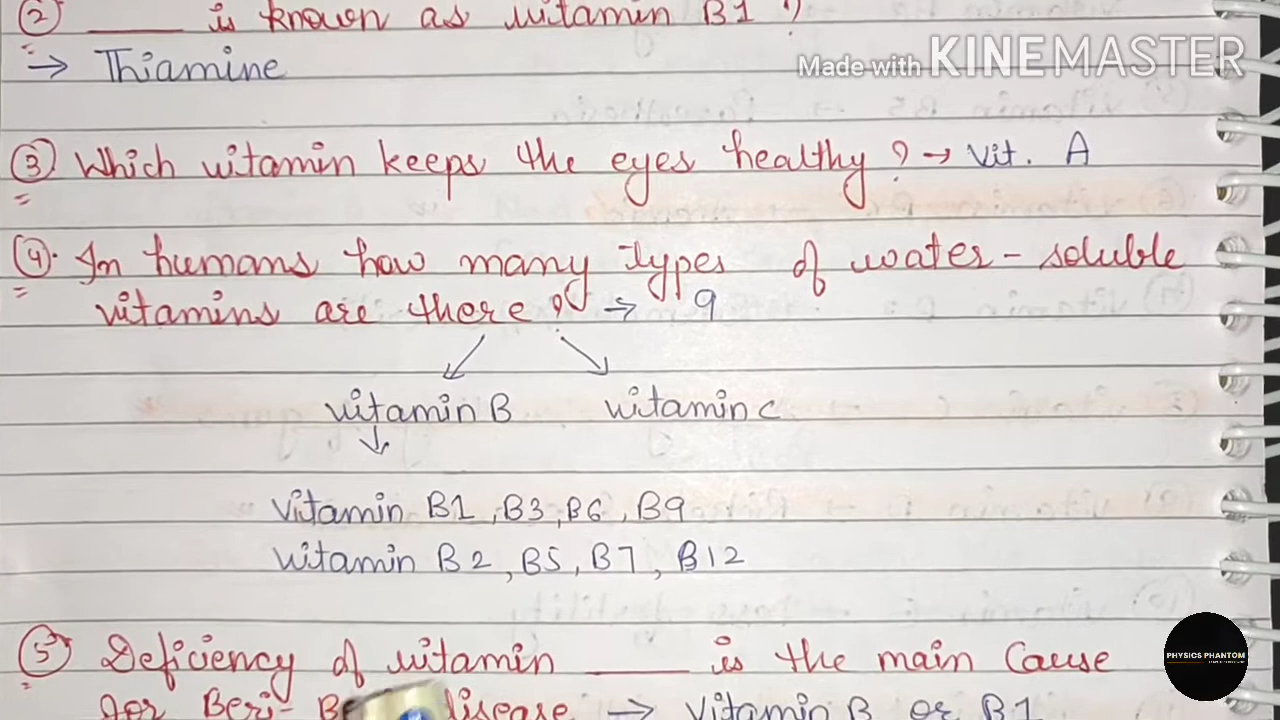 ② ____ is known as vitamin B1 ?
Made with KINEMASTER
→ Thiamine
③ Which vitamin keeps the eyes healthy ? → Vit. A
④. In humans how many types of water-soluble
vitamins are there ? → 9
vitamin B vitamin C
Vitamin B1, B3, B6, B9
Vitamin B2, B5, B7, B12
⑤ Deficiency of vitamin ____ is the main cause
for Beri- disease → Vitamin B or B1
PHYSICS PHANTOM